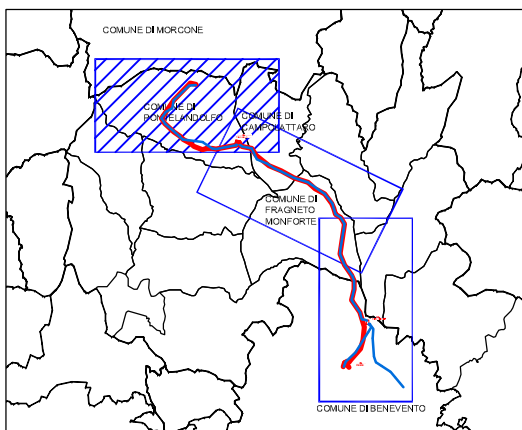 COMUNE DI MORCONE
COMUNE DI
PONTELANDOLFO
COMUNE DI
CAMPOLATTARO
COMUNE DI
FRAGNETO
MONFORTE
COMUNE DI BENEVENTO